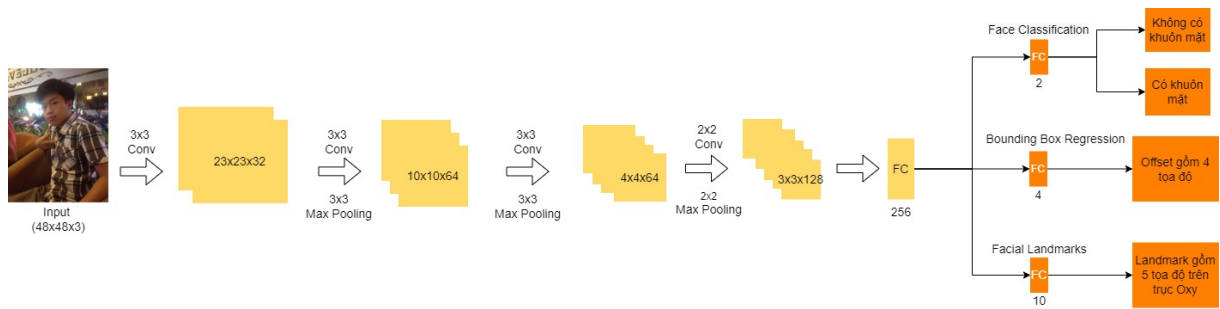 Input
(48x48x3)
3x3
Conv
23x23x32
3x3
Conv
3x3
Max Pooling
10x10x64
3x3
Conv
3x3
Max Pooling
4x4x64
2x2
Conv
2x2
Max Pooling
3x3x128
FC
256
Face Classification
FC
2
Không có
khuôn mặt
Có khuôn
mặt
Bounding Box Regression
FC
4
Offset gồm 4
tọa độ
Facial Landmarks
FC
10
Landmark gồm
5 tọa độ trên
trục Oxy